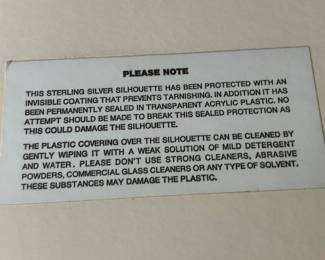 PLEASE NOTE
THIS STERLING SILVER SILHOUETTE HAS BEEN PROTECTED WITH AN
INVISIBLE COATING THAT PREVENTS TARNISHING. IN ADDITION IT HAS
BEEN PERMANENTLY SEALED IN TRANSPARENT ACRYLIC PLASTIC. NO
ATTEMPT SHOULD BE MADE TO BREAK THIS SEALED PROTECTION AS
THIS COULD DAMAGE THE SILHOUETTE.
THE PLASTIC COVERING OVER THE SILHOUETTE CAN BE CLEANED BY
GENTLY WIPING IT WITH A WEAK SOLUTION OF MILD DETERGENT
AND WATER. PLEASE DON'T USE STRONG CLEANERS, ABRASIVE
POWDERS, COMMERCIAL GLASS CLEANERS OR ANY TYPE OF SOLVENT.
THESE SUBSTANCES MAY DAMAGE THE PLASTIC.